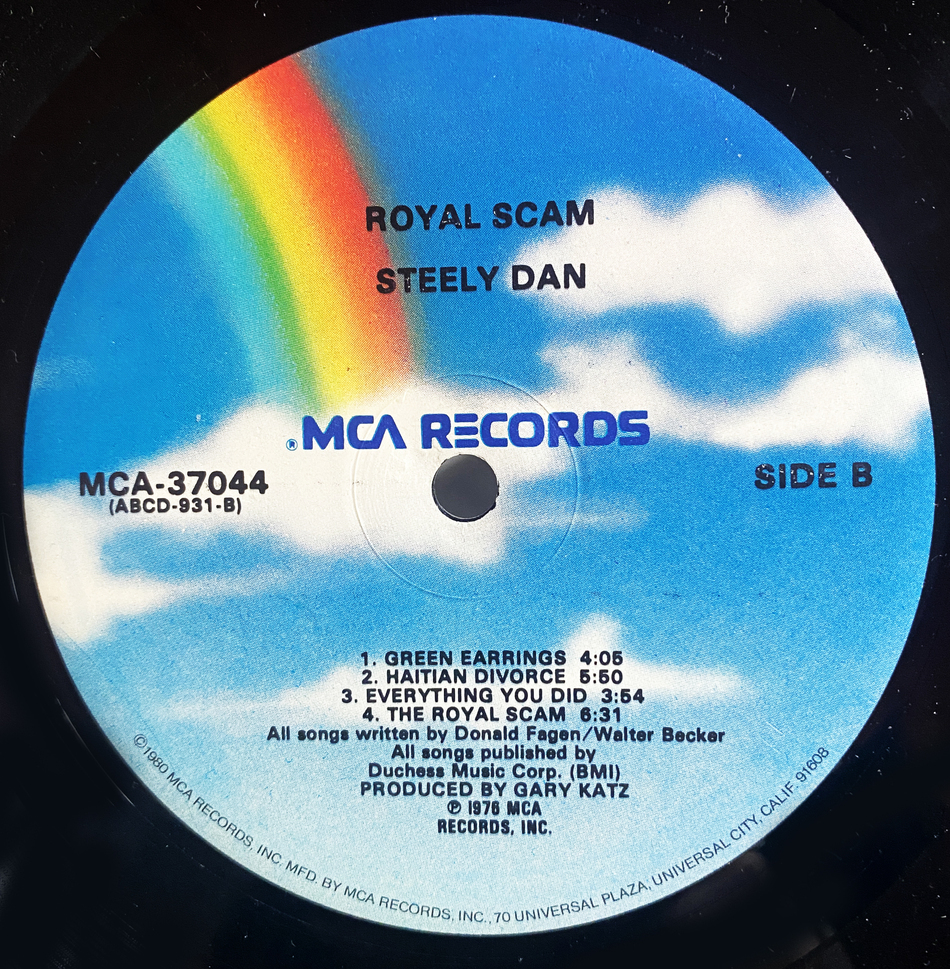 ROYAL SCAM
STEELY DAN
®MCA RECORDS
MCA-37044
(ABCD-931-B)
SIDE B
1. GREEN EARRINGS 4:05
2. HAITIAN DIVORCE 5:50
3. EVERYTHING YOU DID 3:54
4. THE ROYAL SCAM 6:31
All songs written by Donald Fagen/Walter Becker
All songs published by
Duchess Music Corp. (BMI)
PRODUCED BY GARY KATZ
℗ 1976 MCA
RECORDS, INC.
©1980 MCA RECORDS, INC. MFD. BY MCA RECORDS, INC., 70 UNIVERSAL PLAZA, UNIVERSAL CITY, CALIF. 91608